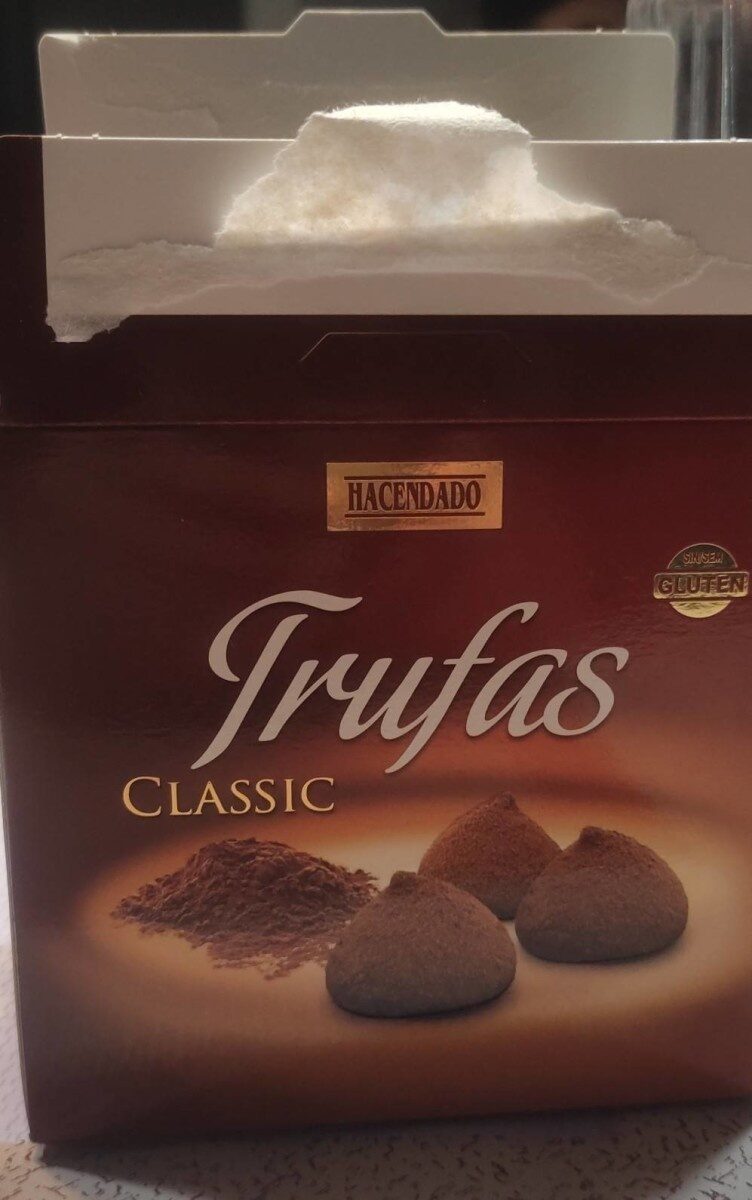 HACENDADO
SIN/SEM
GLUTEN
Trufas
CLASSIC